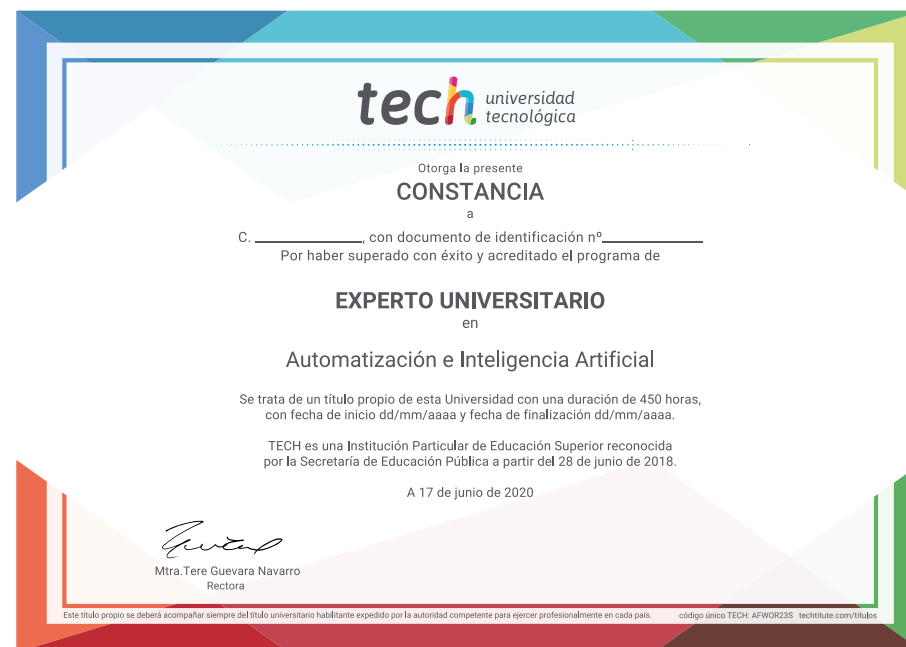 tech universidad
tecnológica
Otorga la presente
CONSTANCIA
a
C. ____________, con documento de identificación nº____________
Por haber superado con éxito y acreditado el programa de
EXPERTO UNIVERSITARIO
en
Automatización e Inteligencia Artificial
Se trata de un título propio de esta Universidad con una duración de 450 horas,
con fecha de inicio dd/mm/aaaa y fecha de finalización dd/mm/aaaa.
TECH es una Institución Particular de Educación Superior reconocida
por la Secretaría de Educación Pública a partir del 28 de junio de 2018.
A 17 de junio de 2020
Mtra.Tere Guevara Navarro
Rectora
Este título propio se deberá acompañar siempre del título universitario habilitante expedido por la autoridad competente para ejercer profesionalmente en cada país. código único TECH: AFWOR23S techtitute.com/títulos